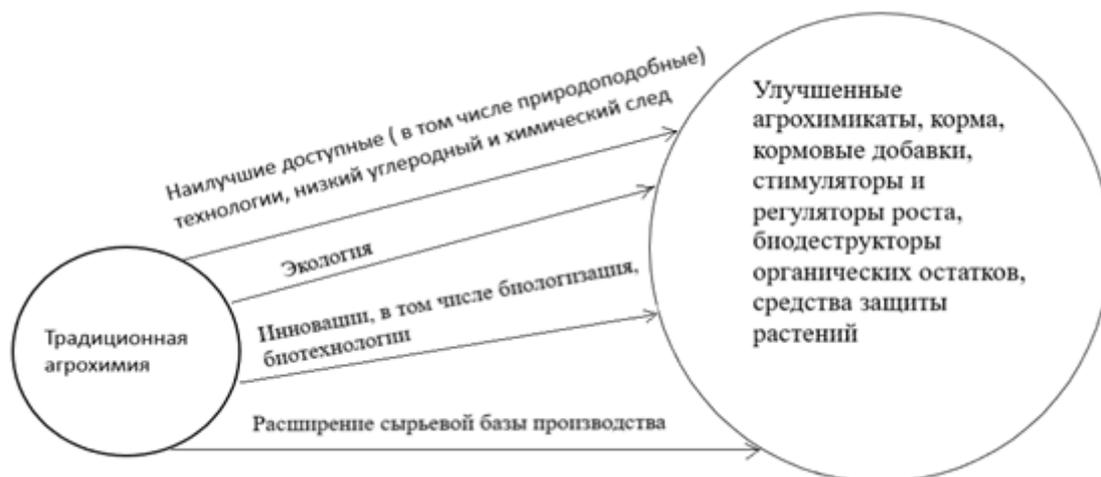 Наилучшие доступные ( в том числе природоподобные)
технологии, низкий углеродный и химический след
Экология
Инновации, в том числе биологизация,
биотехнологии
Расширение сырьевой базы производства
Традиционная
агрохимия
Улучшенные
агрохимикаты, корма,
кормовые добавки,
стимуляторы и
регуляторы роста,
биодеструкторы
органических остатков,
средства защиты
растений